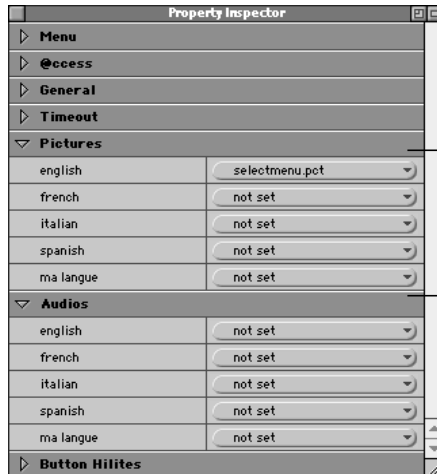 Property Inspector
Menu
@ccess
General
Timeout
Pictures
english selectmenu.pct
french not set
italian not set
spanish not set
ma langue not set
Audios
english not set
french not set
italian not set
spanish not set
ma langue not set
Button Hilites